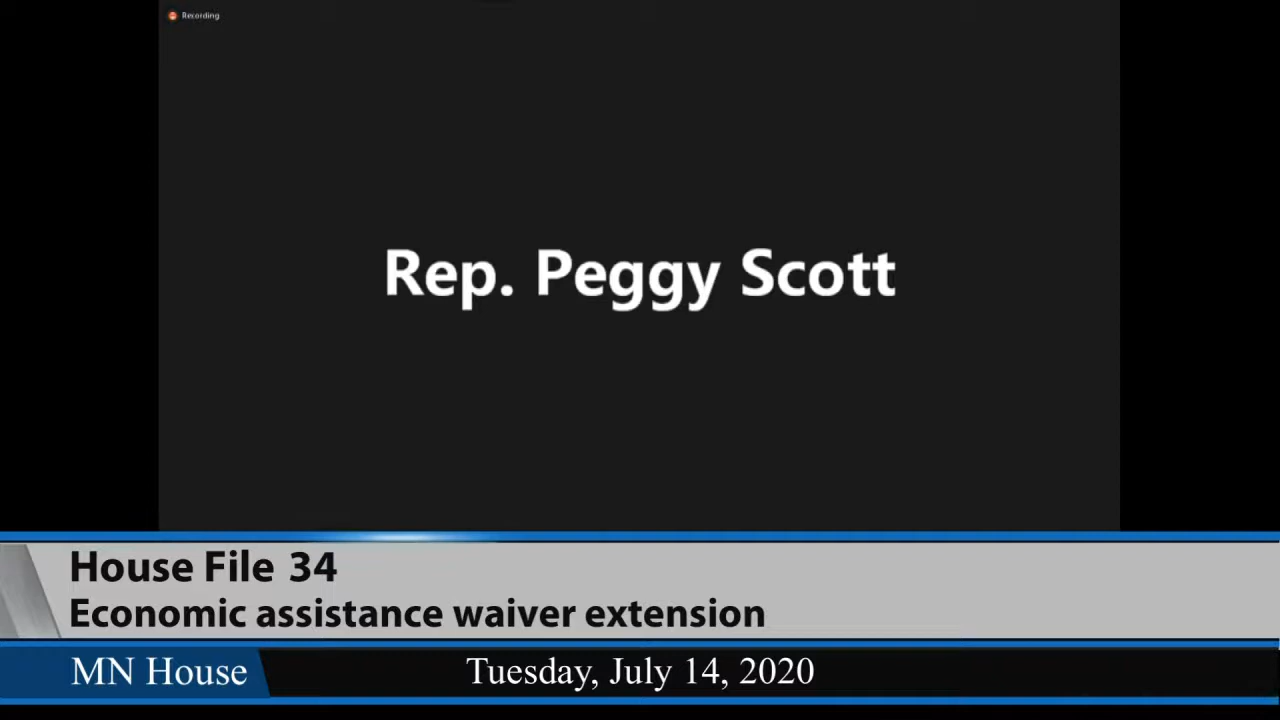 Recording
Rep. Peggy Scott
House File 34
Economic assistance waiver extension
MN House
Tuesday, July 14, 2020